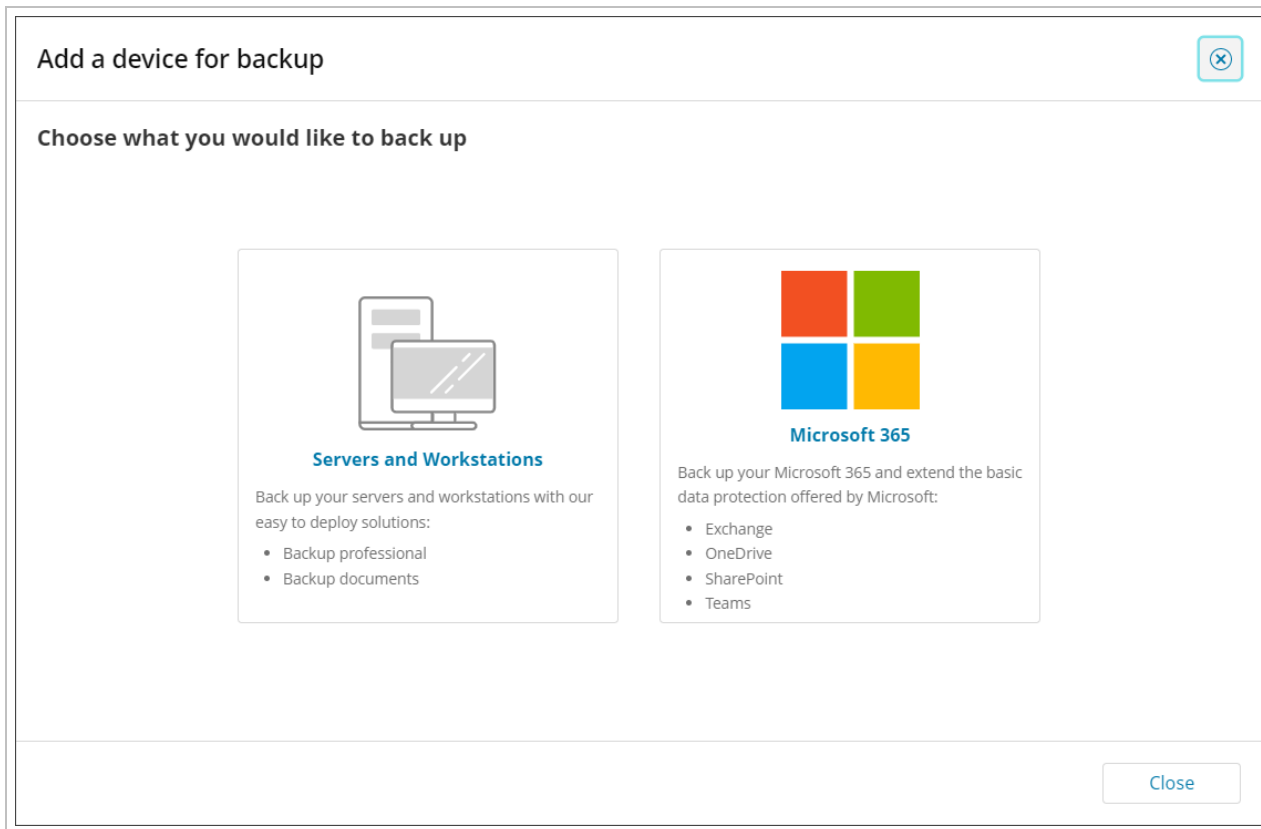 Add a device for backup
Choose what you would like to back up
Servers and Workstations
Back up your servers and workstations with our
easy to deploy solutions:
• Backup professional
• Backup documents
Microsoft 365
Back up your Microsoft 365 and extend the basic
data protection offered by Microsoft:
• Exchange
• OneDrive
• SharePoint
• Teams
Close